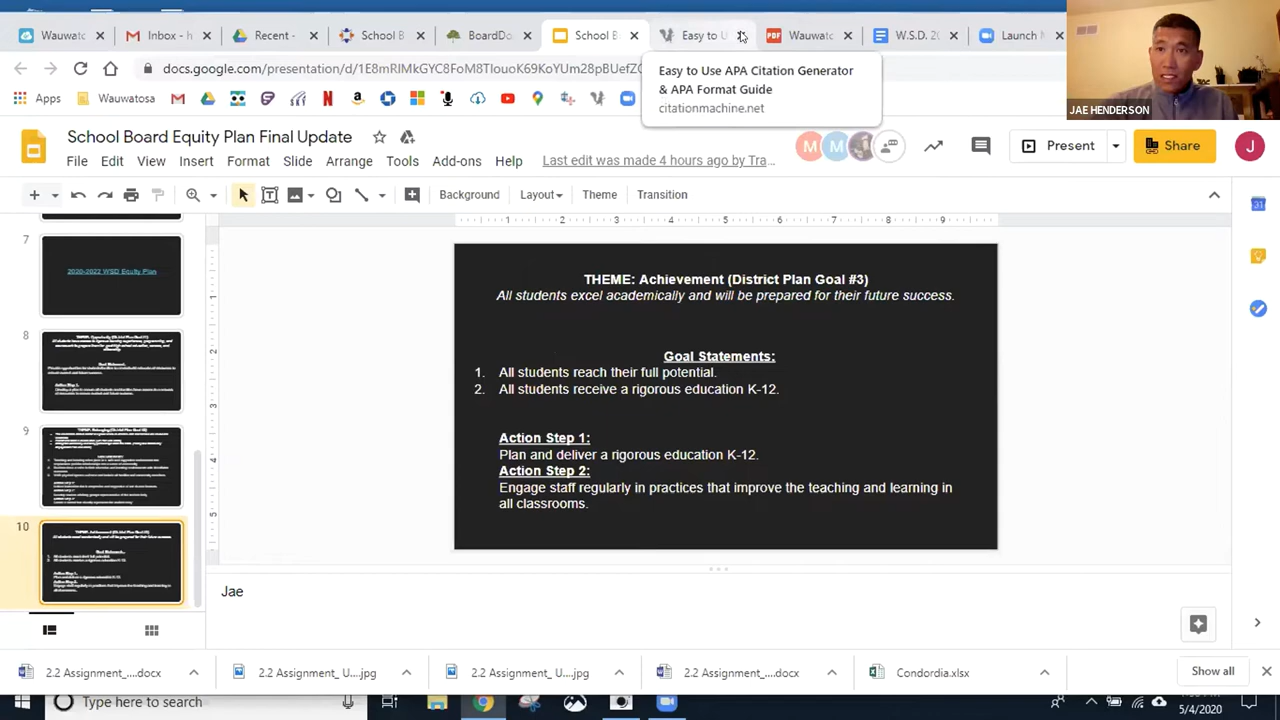 Wauwato
Inbox –
Recent -
School B
BoardDo
School B
Easy to U
Wauwato
W.S.D. 2
Launch M
docs.google.com/presentation/d/1E8mRIMkGYC8FoWOYIouoK69KoYUm28pBUefZC
Easy to Use APA Citation Generator
& APA Format Guide
citationmachine.net
JAE HENDERSON
Apps
Wauwatosa
School Board Equity Plan Final Update
File Edit View Insert Format Slide Arrange Tools Add-ons Help Last edit was made 4 hours ago by Tra...
Present
Share
J
Background Layout Theme Transition
7
2020-2022 WSD Equity Plan
8
9
10
THEME: Achievement (District Plan Goal #3)
All students excel academically and will be prepared for their future success.
Goal Statements:
1. All students reach their full potential.
2. All students receive a rigorous education K-12.
Action Step 1:
Plan and deliver a rigorous education K-12.
Action Step 2:
Engage staff regularly in practices that improve the teaching and learning in
all classrooms.
Jae
2.2 Assignment_....docx
2.2 Assignment_ U....jpg
2.2 Assignment_ U....jpg
2.2 Assignment_....docx
Condordia.xlsx
Show all
Type here to search
5/4/2020